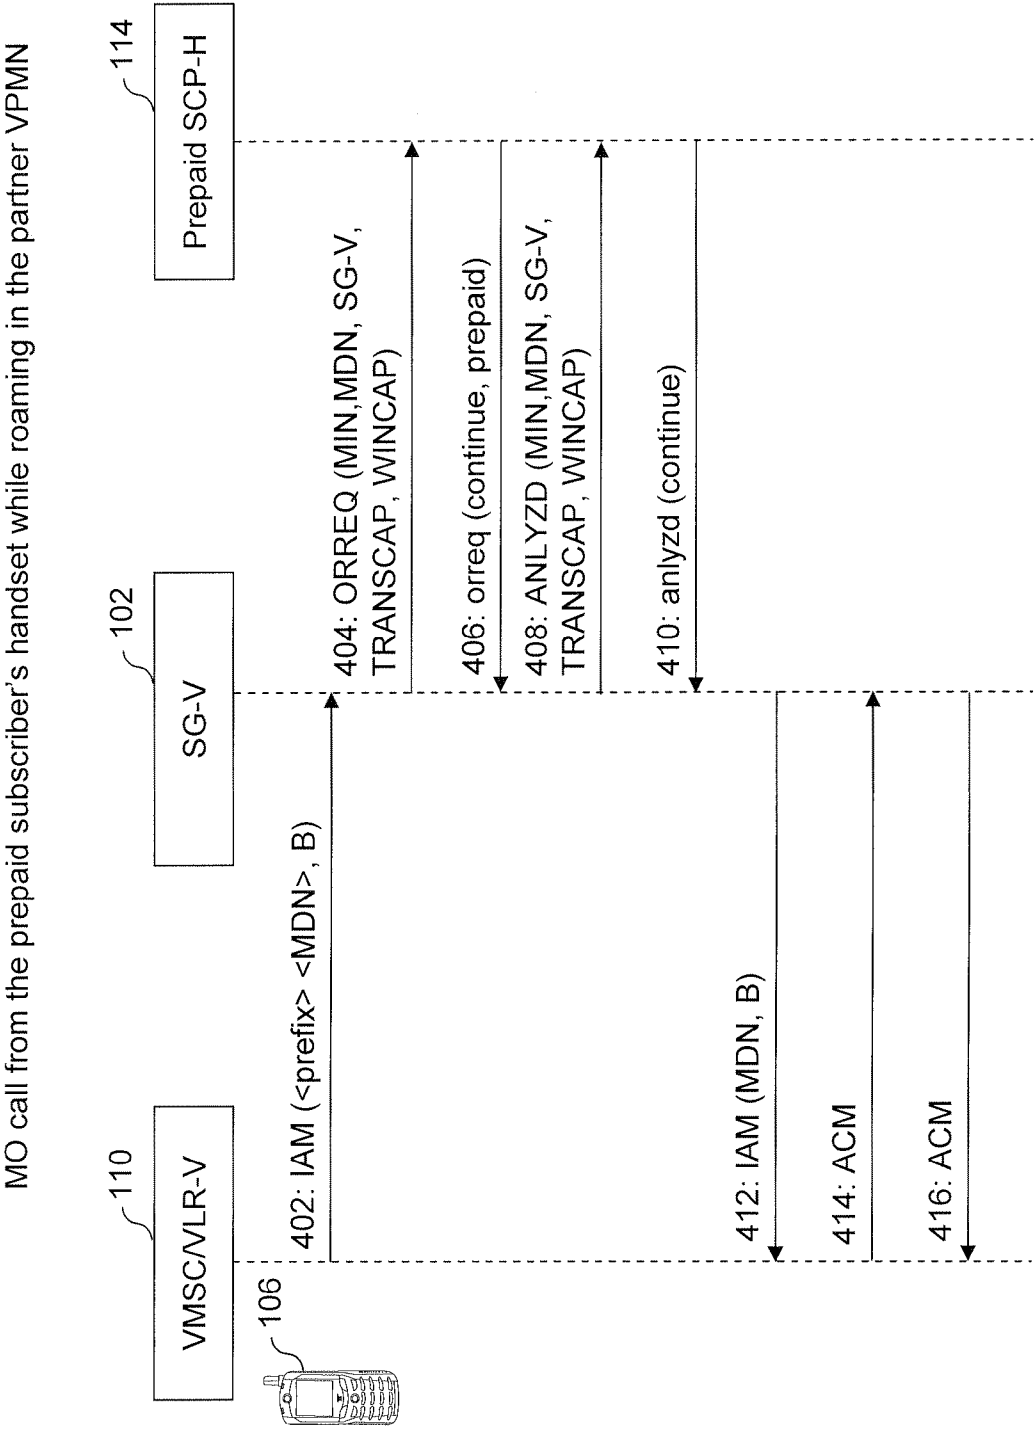 MO call from the prepaid subscriber's handset while roaming in the partner VPMN
110
102
114
VMSC/VLR-V
SG-V
Prepaid SCP-H
106
402: IAM (<prefix> <MDN>, B)
404: ORREQ (MIN,MDN, SG-V,
TRANSCAP, WINCAP)
406: orreq (continue, prepaid)
408: ANLYZD (MIN,MDN, SG-V,
TRANSCAP, WINCAP)
410: anlyzd (continue)
412: IAM (MDN, B)
414: ACM
416: ACM